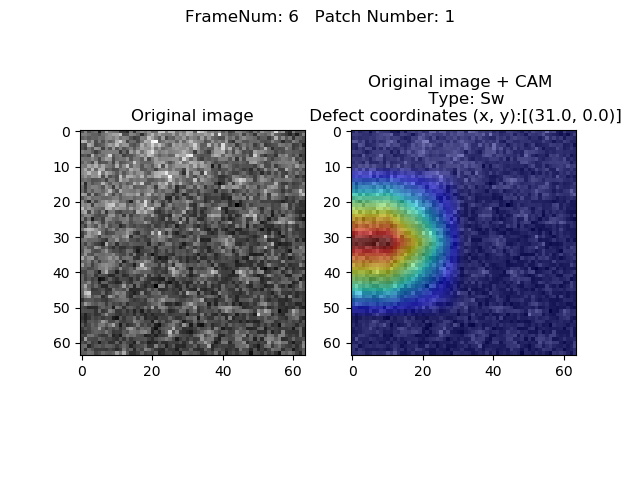 FrameNum: 6   Patch Number: 1
Original image
Original image + CAM
Type: Sw
Defect coordinates (x, y):[(31.0, 0.0)]
0
10
20
30
40
50
60
0 20 40 60
0
10
20
30
40
50
60
0 20 40 60